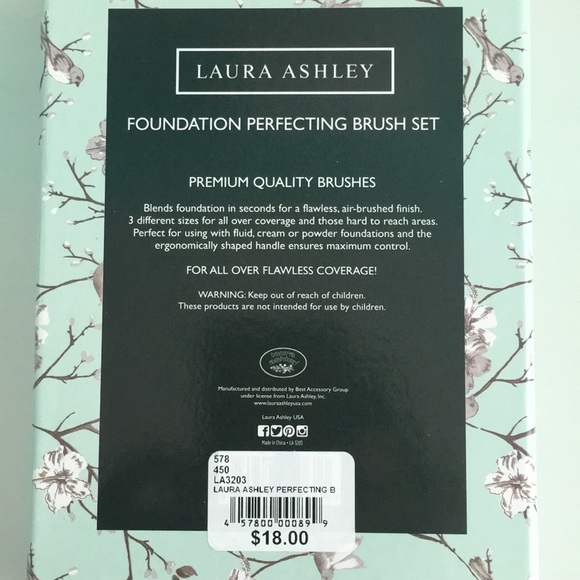 LAURA ASHLEY
FOUNDATION PERFECTING BRUSH SET
PREMIUM QUALITY BRUSHES
Blends foundation in seconds for a flawless, air-brushed finish.
3 different sizes for all over coverage and those hard to reach areas.
Perfect for using with fluid, cream or powder foundations and the
ergonomically shaped handle ensures maximum control.
FOR ALL OVER FLAWLESS COVERAGE!
WARNING: Keep out of reach of children.
These products are not intended for use by children.
laura ashley
Manufactured and distributed by Best Accessory Group
under license from Laura Ashley, Inc.
www.lauraashleyusa.com
Laura Ashley USA
Made in China • LA 3203
578
450
LA3203
LAURA ASHLEY PERFECTING B
4 57800 00089 9
$18.00